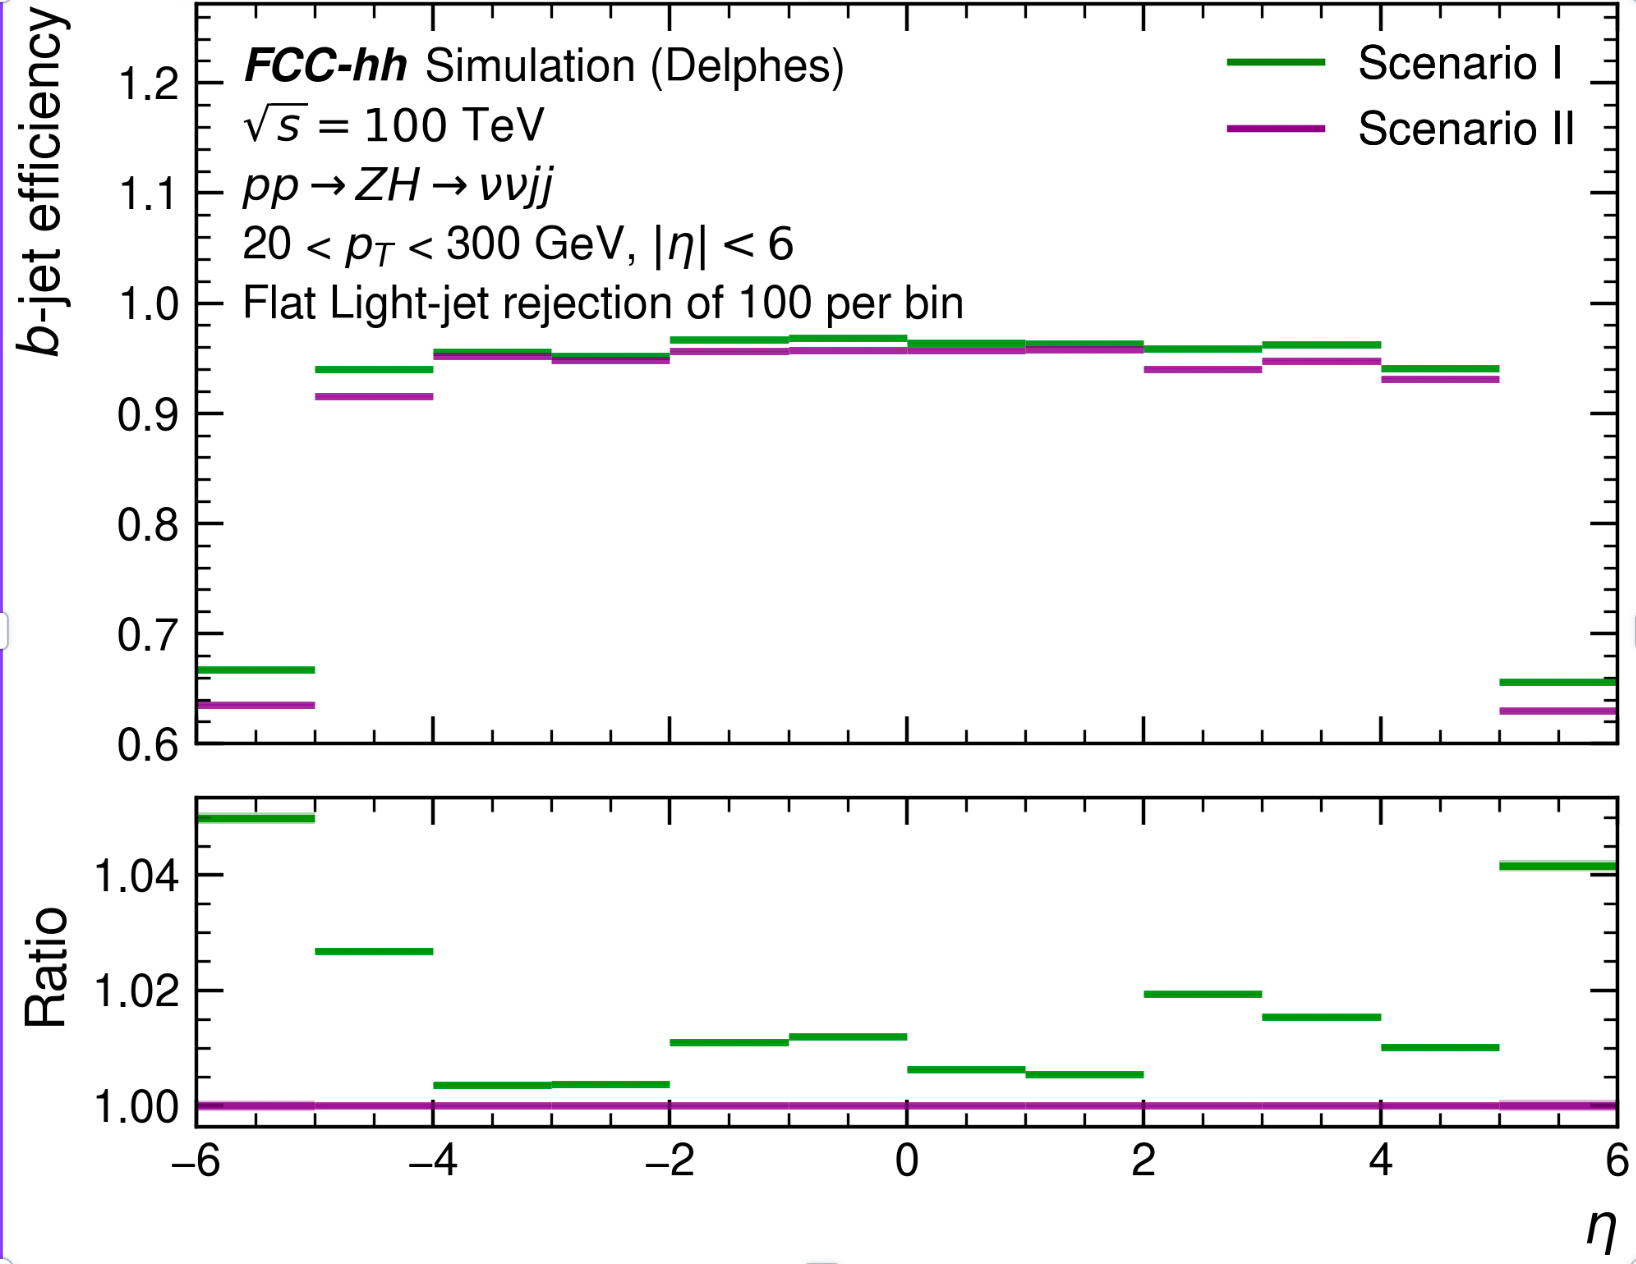 b-jet efficiency
1.2
1.1
1.0
0.9
0.8
0.7
0.6
FCC-hh Simulation (Delphes)
√s = 100 TeV
pp → ZH → ννjj
20 < pT < 300 GeV, |η| < 6
Flat Light-jet rejection of 100 per bin
Scenario I
Scenario II
Ratio
1.04
1.02
1.00
−6 −4 −2 0 2 4 6
η